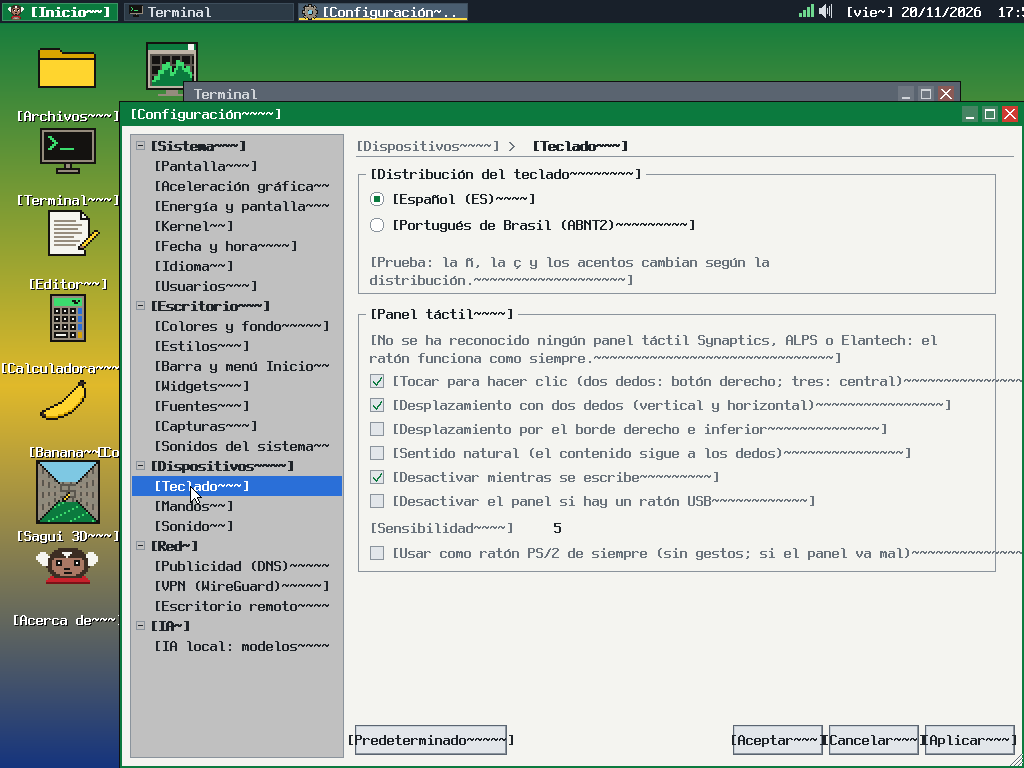 [Inicio~~]
Terminal
[Configuración~..
[vie~] 20/11/2026
[Archivos~~~]
[Terminal~~~]
[Editor~~]
[Calculadora~~~
[Banana~~
[Sagui 3D~~~]
[Acerca de~~~
Terminal
[Configuración~~~~]
[Sistema~~~]
[Pantalla~~~]
[Aceleración gráfica~~
[Energía y pantalla~~~
[Kernel~~]
[Fecha y hora~~~~]
[Idioma~~]
[Usuarios~~~]
[Escritorio~~~]
[Colores y fondo~~~~~]
[Estilos~~~]
[Barra y menú Inicio~~
[Widgets~~~]
[Fuentes~~~]
[Capturas~~~]
[Sonidos del sistema~~
[Dispositivos~~~~]
[Teclado~~~]
[Mandos~~]
[Sonido~~]
[Red~]
[Publicidad (DNS)~~~~~
[VPN (WireGuard)~~~~~]
[Escritorio remoto~~~~
[IA~]
[IA local: modelos~~~~
[Dispositivos~~~~] > [Teclado~~~]
[Distribución del teclado~~~~~~~~]
[Español (ES)~~~~]
[Portugués de Brasil (ABNT2)~~~~~~~~~]
[Prueba: la ñ, la ç y los acentos cambian según la
distribución.~~~~~~~~~~~~~~~~~~~]
[Panel táctil~~~~]
[No se ha reconocido ningún panel táctil Synaptics, ALPS o Elantech: el
ratón funciona como siempre.~~~~~~~~~~~~~~~~~~~~~~~~~~~~~]
[Tocar para hacer clic (dos dedos: botón derecho; tres: central)~~~~~~~~~~~~~~
[Desplazamiento con dos dedos (vertical y horizontal)~~~~~~~~~~~~~~~~]
[Desplazamiento por el borde derecho e inferior~~~~~~~~~~~~~~]
[Sentido natural (el contenido sigue a los dedos)~~~~~~~~~~~~~~~]
[Desactivar mientras se escribe~~~~~~~~~]
[Desactivar el panel si hay un ratón USB~~~~~~~~~~~~]
[Sensibilidad~~~~] 5
[Usar como ratón PS/2 de siempre (sin gestos; si el panel va mal)~~~~~~~~~~~~~
[Predeterminado~~~~~]
[Aceptar~~~]
[Cancelar~~~]
[Aplicar~~~]